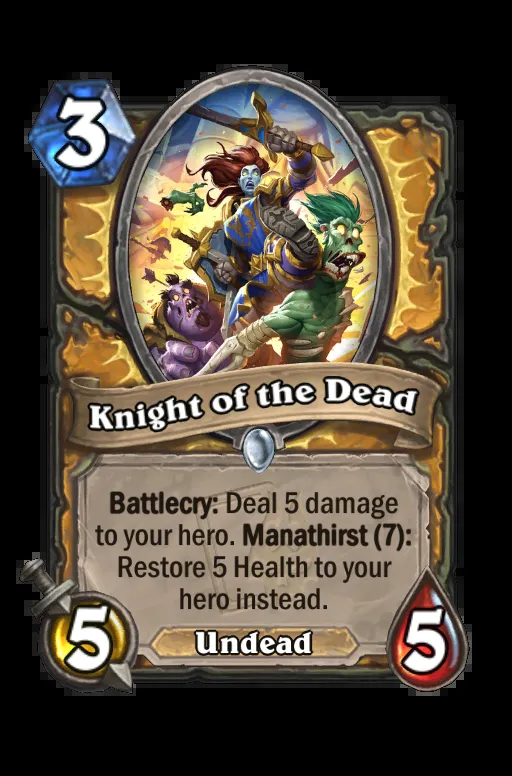 3
Knight of the Dead
Battlecry: Deal 5 damage
to your hero. Manathirst (7):
Restore 5 Health to your
hero instead.
5
Undead
5